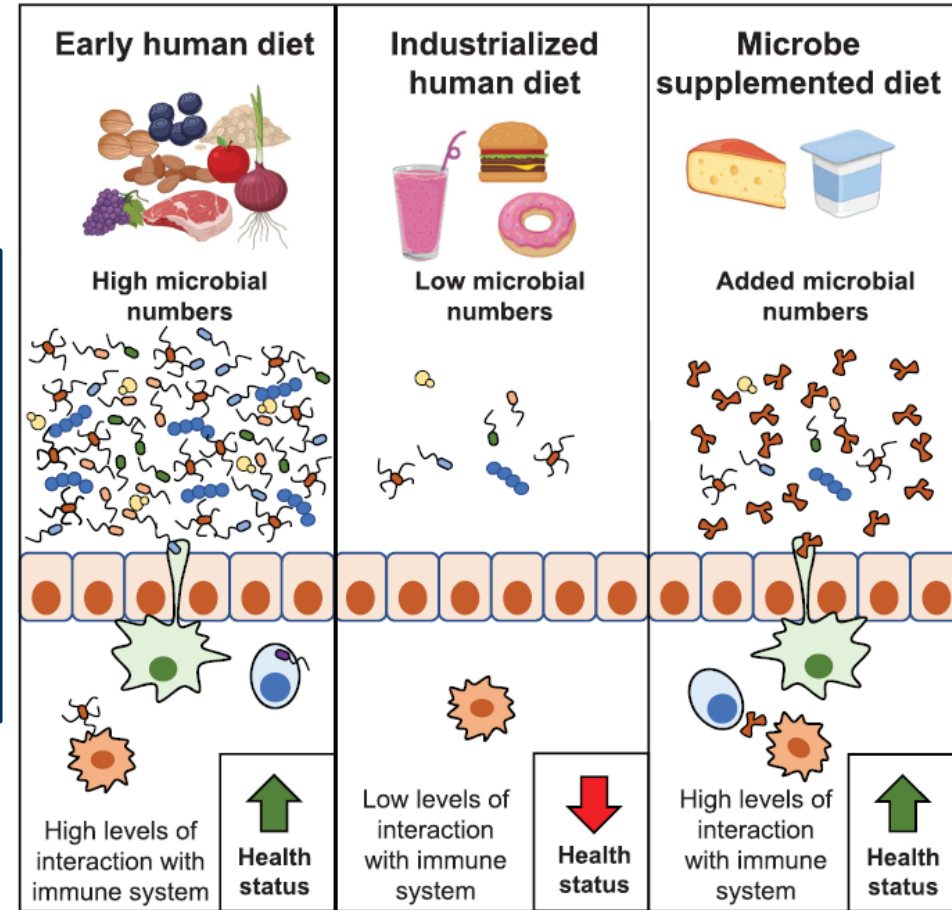 Early human diet
High microbial
numbers
High levels of
interaction with
immune system
Health
status
Industrialized
human diet
Low microbial
numbers
Low levels of
interaction
with immune
system
Health
status
Microbe
supplemented diet
Added microbial
numbers
High levels of
interaction
with immune
system
Health
status